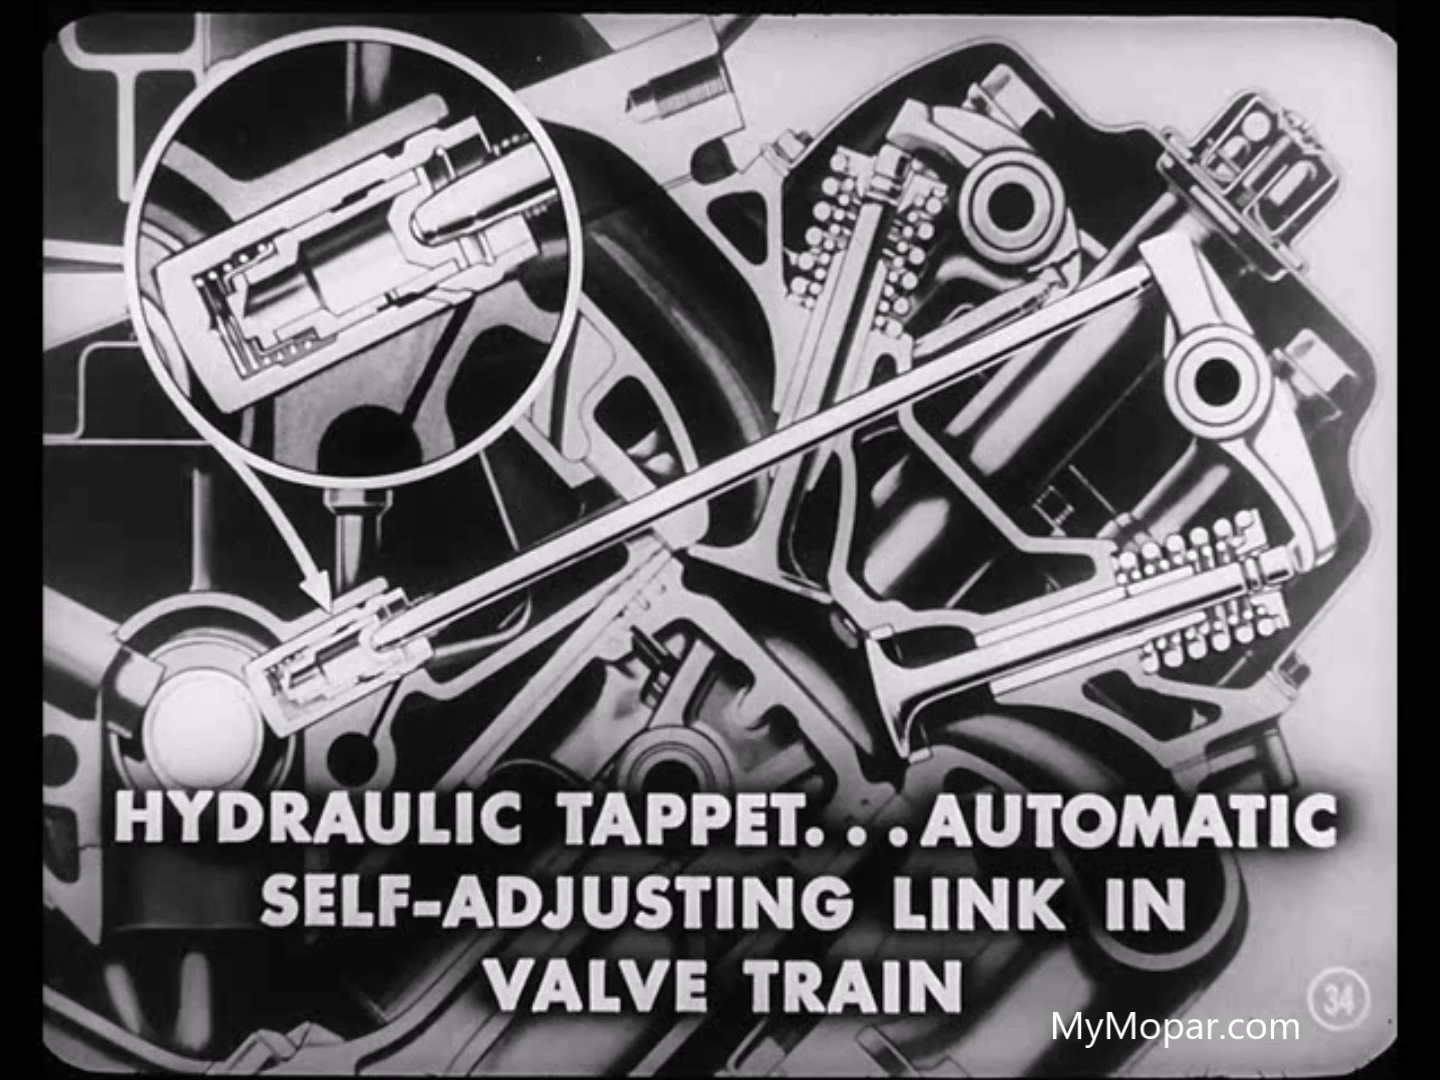 HYDRAULIC TAPPET...AUTOMATIC
SELF-ADJUSTING LINK IN
VALVE TRAIN
34
MyMopar.com